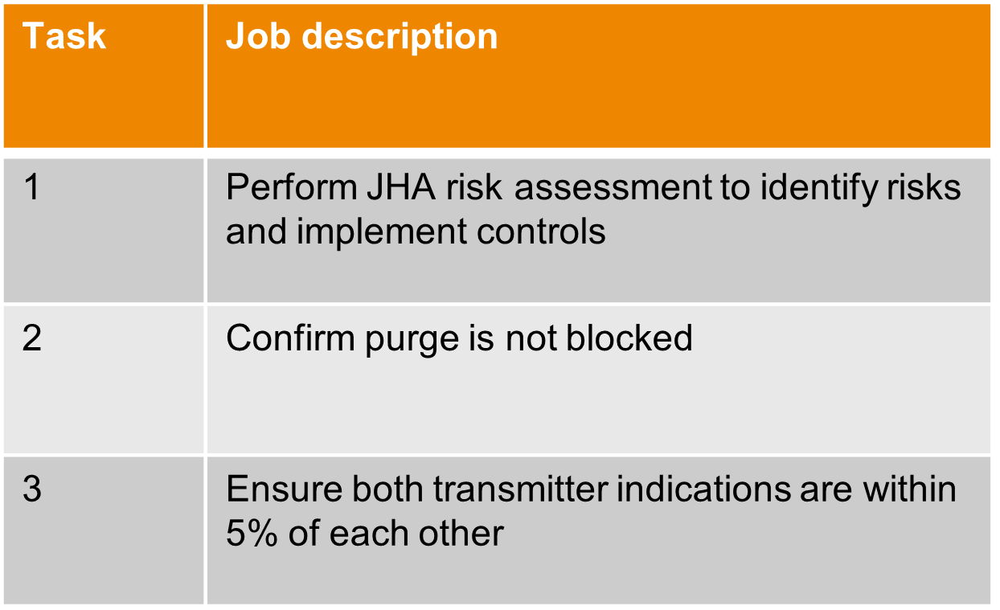 Task
Job description
1
Perform JHA risk assessment to identify risks
and implement controls
2
Confirm purge is not blocked
3
Ensure both transmitter indications are within
5% of each other